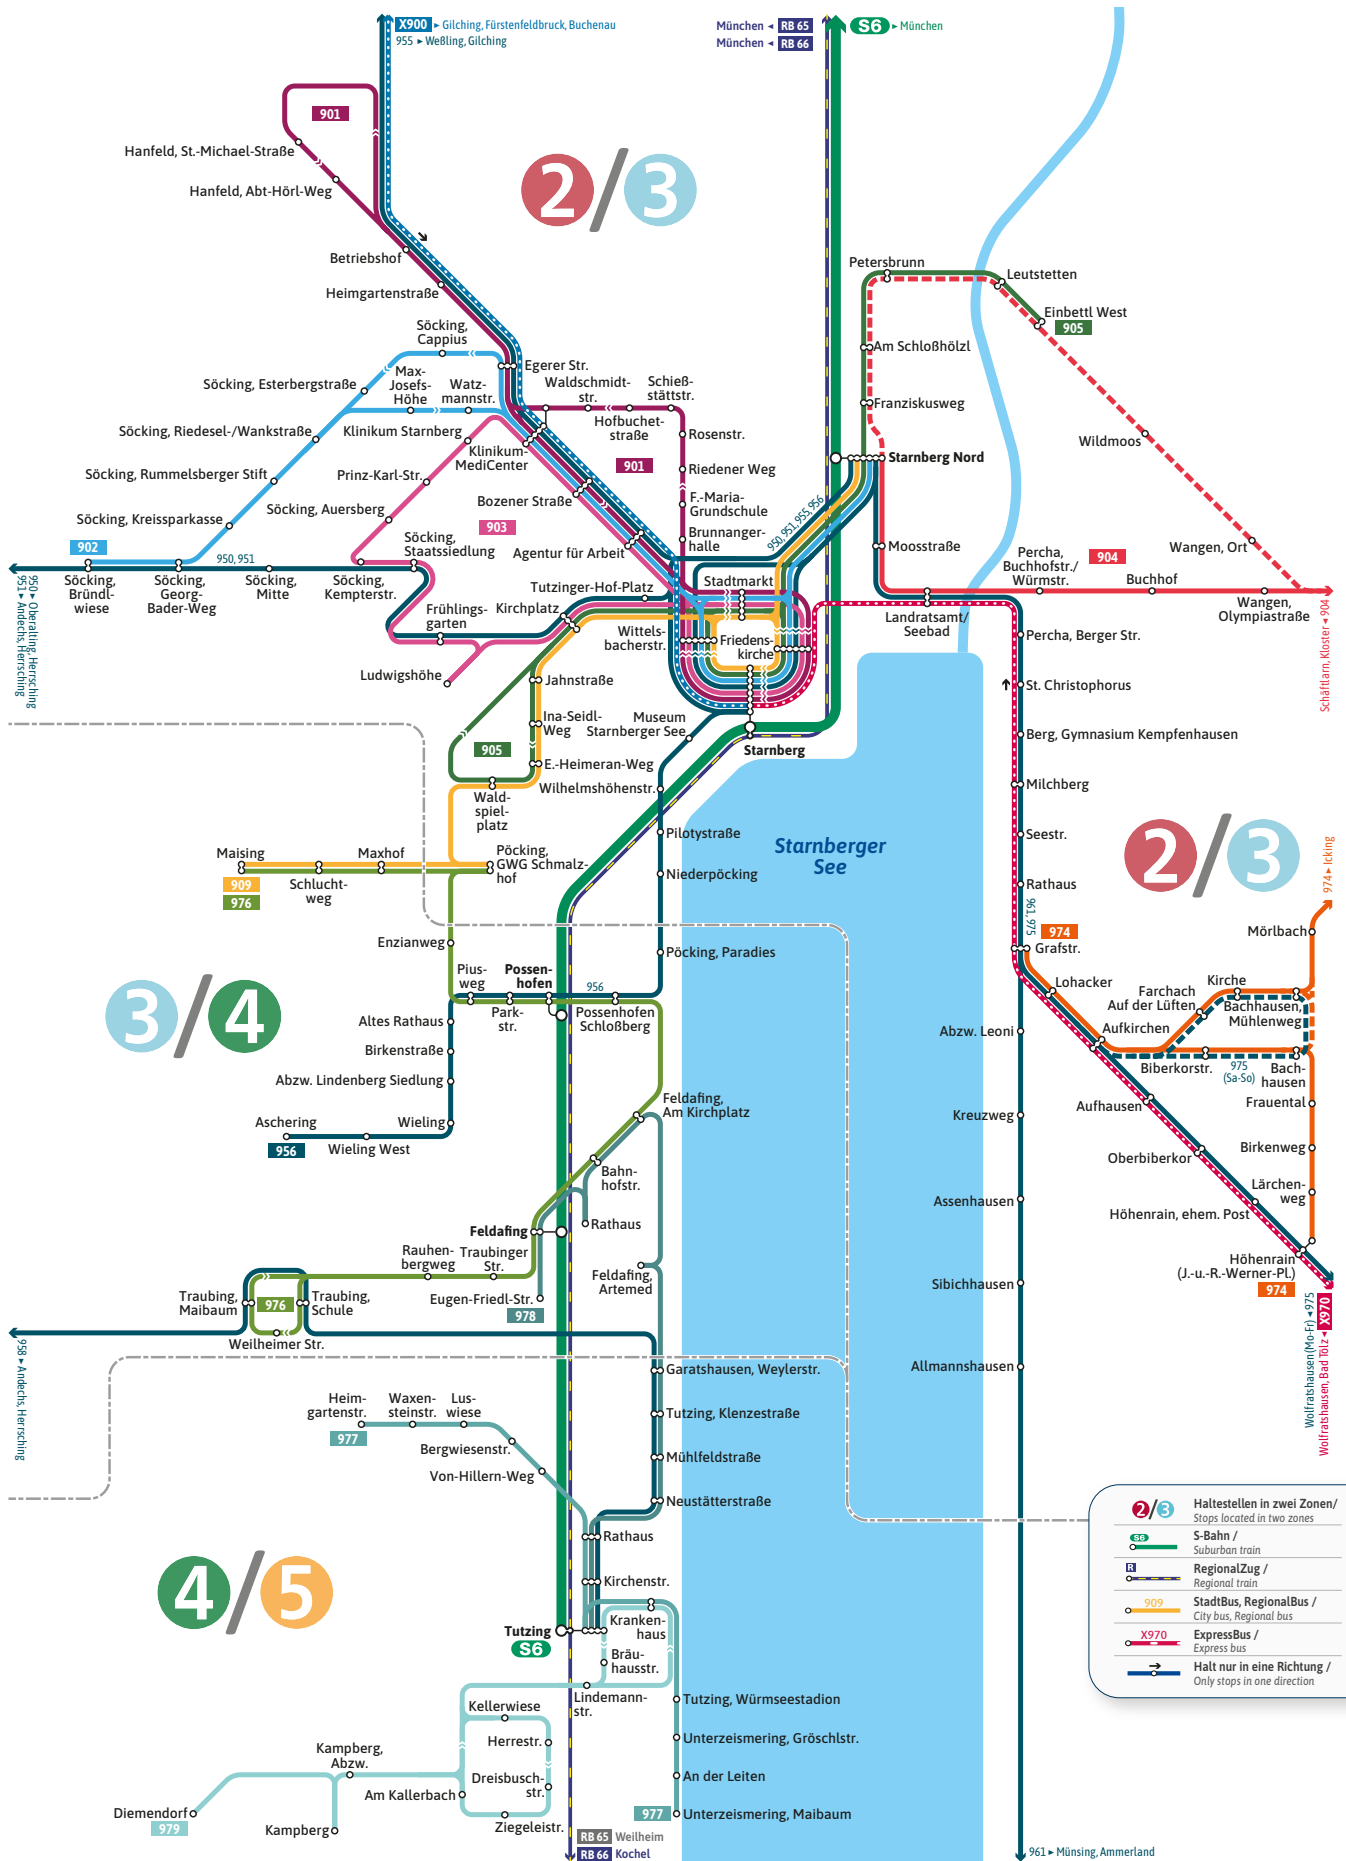 X900 ▸ Gilching, Fürstenfeldbruck, Buchenau
955 ▸ Weßling, Gilching
München ◂ RB 65
München ◂ RB 66
S6 ▸ München
901
Hanfeld, St.-Michael-Straße
Hanfeld, Abt-Hörl-Weg
2/3
Betriebshof
Heimgartenstraße
Petersbrunn
Leutstetten
Einbettl West
905
Am Schloßhölzl
Franziskusweg
Wildmoos
Starnberg Nord
Söcking,
Cappius
Egerer Str.
Söcking, Esterbergstraße
Max-
Josefs-
Höhe
Watz-
mannstr.
Waldschmidt-
str.
Schieß-
stättstr.
Hofbuchet-
straße
Söcking, Riedesel-/Wankstraße
Klinikum Starnberg
Rosenstr.
Klinikum-
MediCenter
901
Riedener Weg
Söcking, Rummelsberger Stift
Prinz-Karl-Str.
Bozener Straße
F.-Maria-
Grundschule
Söcking, Kreissparkasse
Söcking, Auersberg
903
950, 951, 955, 956
Brunnanger-
halle
902
950, 951
Söcking,
Staatssiedlung
Agentur für Arbeit
Moosstraße
Percha,
Buchhofstr./
Würmstr.
904
Wangen, Ort
Buchhof
Wangen,
Olympiastraße
Söcking,
Bründl-
wiese
Söcking,
Georg-
Bader-Weg
Söcking,
Mitte
Söcking,
Kempterstr.
Tutzinger-Hof-Platz
Stadtmarkt
Frühlings-
garten
Kirchplatz
Wittels-
bacherstr.
Friedens-
kirche
Landratsamt/
Seebad
950 ▸ Oberalting, Herrsching
951 ▸ Andechs, Herrsching
Schäftlarn, Kloster ◂ 904
Percha, Berger Str.
Ludwigshöhe
Jahnstraße
St. Christophorus
Ina-Seidl-
Weg
Museum
Starnberger See
Berg, Gymnasium Kempfenhausen
905
Starnberg
E.-Heimeran-Weg
Wilhelmshöhenstr.
Milchberg
Wald-
spiel-
platz
Pilotystraße
Seestr.
Starnberger
See
2/3
Maising
Maxhof
Pöcking,
GWG Schmalz-
hof
Schlucht-
weg
909
976
Niederpöcking
Rathaus
961, 975
974
974 ▸ Icking
Enzianweg
Pöcking, Paradies
Grafstr.
Mörlbach
3/4
Pius-
weg
Possen-
hofen
956
Park-
str.
Possenhofen
Schloßberg
Lohacker
Kirche
Farchach
Auf der Lüften
Bachhausen,
Mühlenweg
Altes Rathaus
Abzw. Leoni
Aufkirchen
Birkenstraße
Biberkorstr.
975
(Sa-So)
Bach-
hausen
Abzw. Lindenberg Siedlung
Feldafing,
Am Kirchplatz
Aufhausen
Frauental
Aschering
956
Wieling
Wieling West
Kreuzweg
Birkenweg
Oberbiberkor
Bahn-
hofstr.
Lärchen-
weg
Assenhausen
Höhenrain, ehem. Post
Feldafing
Rathaus
Rauhen-
bergweg
Traubinger
Str.
Feldafing,
Artemed
Höhenrain
(J.-u.-R.-Werner-Pl.)
974
Sibichhausen
Traubing,
Maibaum
976
Traubing,
Schule
Eugen-Friedl-Str.
978
Weilheimer Str.
958 ▸ Andechs, Herrsching
Wolfratshausen (Mo-Fr) ◂ 975
Wolfratshausen, Bad Tölz ◂ X970
Garatshausen, Weylerstr.
Allmannshausen
Heim-
gartenstr.
Waxen-
steinstr.
Lus-
wiese
977
Tutzing, Klenzestraße
Bergwiesenstr.
Mühlfeldstraße
Von-Hillern-Weg
Neustätterstraße
4/5
Rathaus
Kirchenstr.
Tutzing
S6
Kranken-
haus
Bräu-
hausstr.
Lindemann-
str.
Tutzing, Würmseestadion
Kellerwiese
Herrestr.
Unterzeismering, Gröschlstr.
Kampberg,
Abzw.
Dreisbusch-
str.
An der Leiten
Am Kallerbach
Diemendorf
979
Kampberg
Ziegeleistr.
977
Unterzeismering, Maibaum
RB 65 Weilheim
RB 66 Kochel
961 ▸ Münsing, Ammerland
2/3 Haltestellen in zwei Zonen/
Stops located in two zones
S6 S-Bahn /
Suburban train
R RegionalZug /
Regional train
909 StadtBus, RegionalBus /
City bus, Regional bus
X970 ExpressBus /
Express bus
Halt nur in eine Richtung /
Only stops in one direction